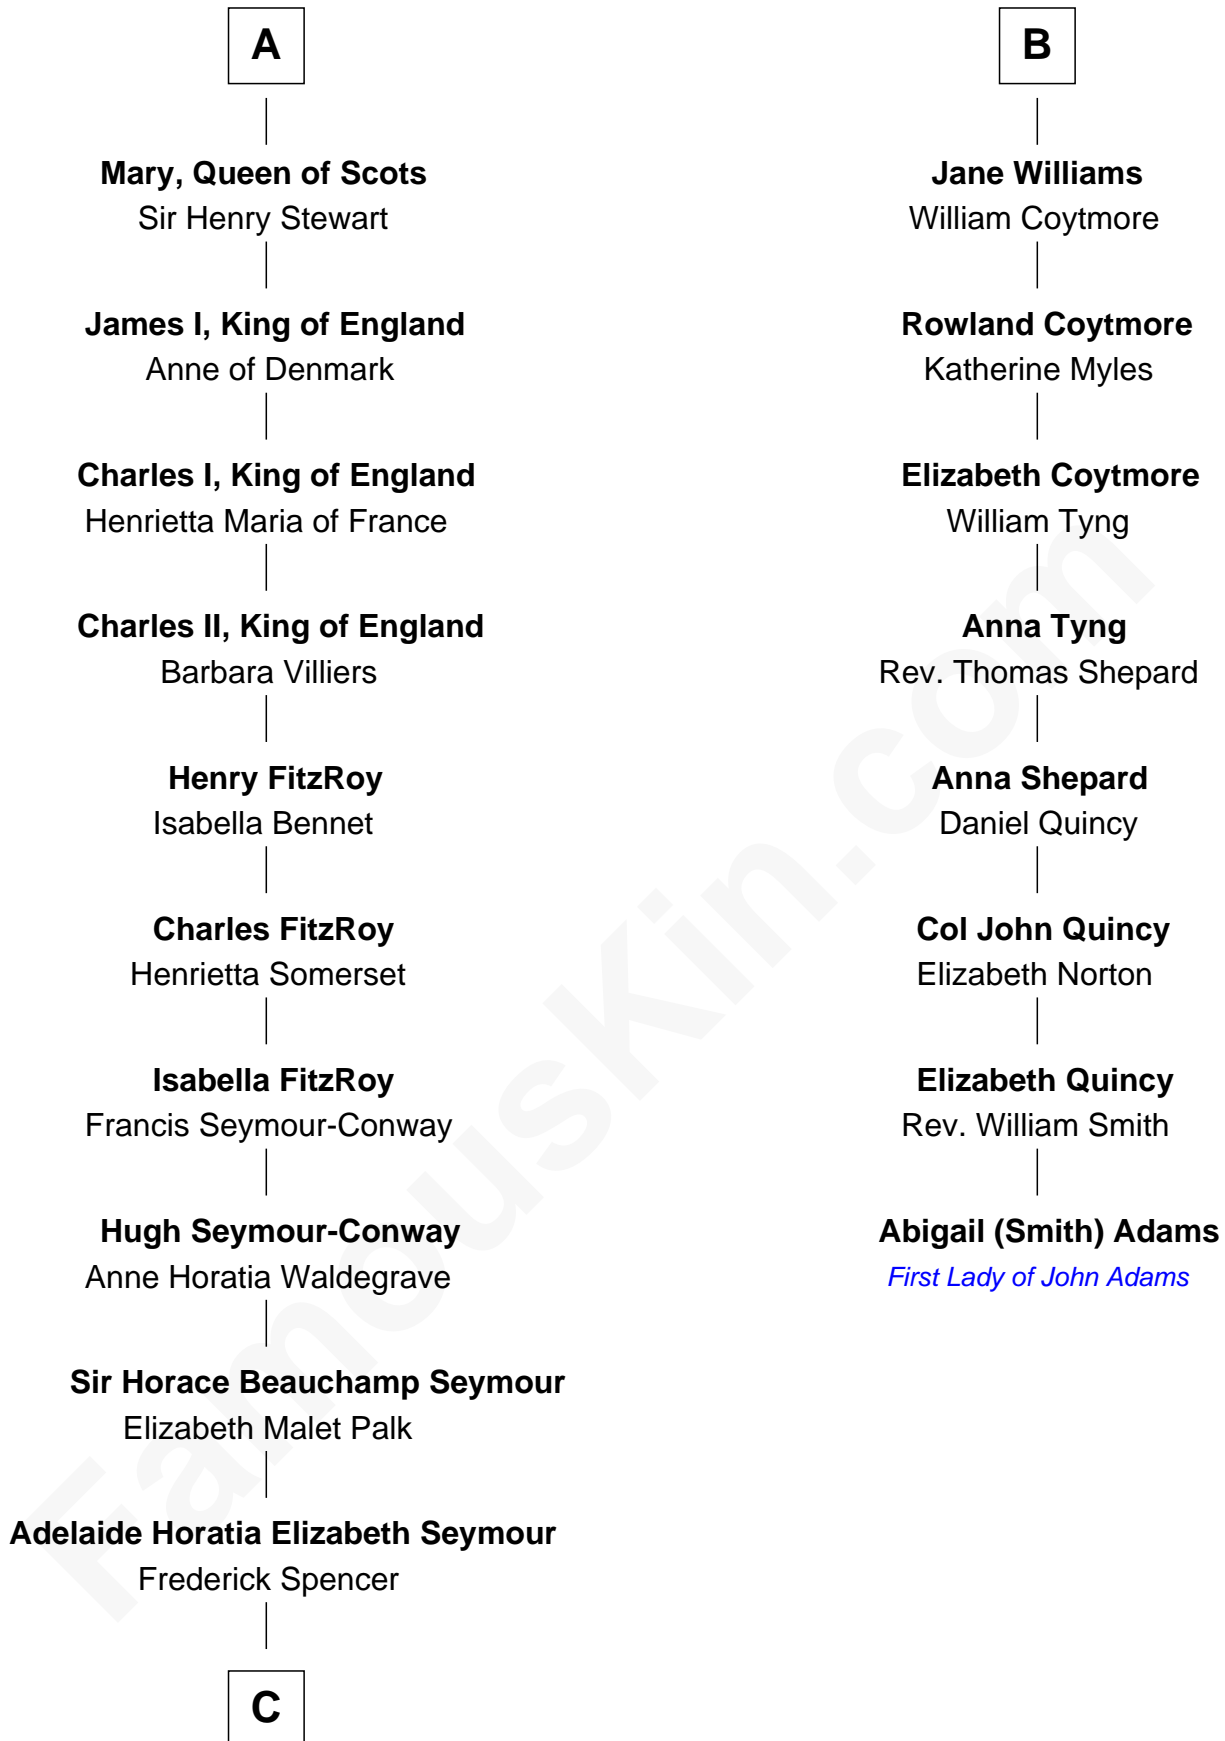 A
Mary, Queen of Scots
Sir Henry Stewart
James I, King of England
Anne of Denmark
Charles I, King of England
Henrietta Maria of France
Charles II, King of England
Barbara Villiers
Henry FitzRoy
Isabella Bennet
Charles FitzRoy
Henrietta Somerset
Isabella FitzRoy
Francis Seymour-Conway
Hugh Seymour-Conway
Anne Horatia Waldegrave
Sir Horace Beauchamp Seymour
Elizabeth Malet Palk
Adelaide Horatia Elizabeth Seymour
Frederick Spencer
C
B
Jane Williams
William Coytmore
Rowland Coytmore
Katherine Myles
Elizabeth Coytmore
William Tyng
Anna Tyng
Rev. Thomas Shepard
Anna Shepard
Daniel Quincy
Col John Quincy
Elizabeth Norton
Elizabeth Quincy
Rev. William Smith
Abigail (Smith) Adams
First Lady of John Adams
FamousKin.com